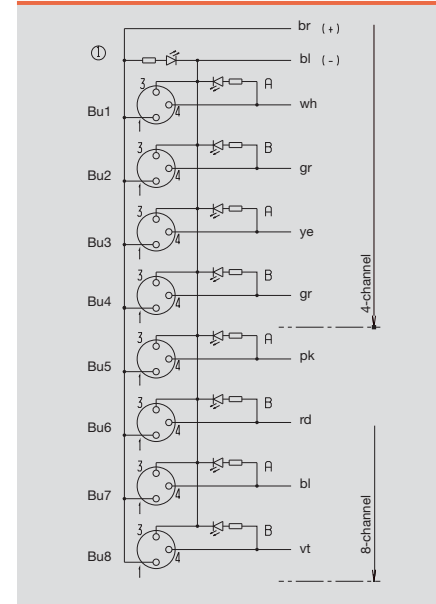 br (+)
① bl (-)
3 A
Bu1 4 wh
1
3 B
Bu2 4 gr
1
3 A
Bu3 4 ye
1
3 B
Bu4 4 gr
1
4-channel
3 A
Bu5 4 pk
1
3 B
Bu6 4 rd
1
3 A
Bu7 4 bl
1
3 B
Bu8 4 vt
1
8-channel